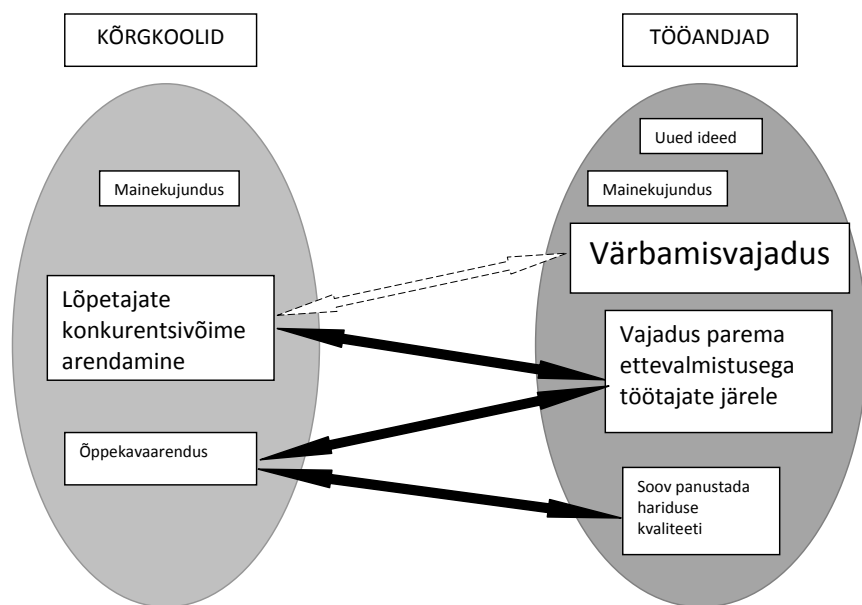 KÕRGKOOLID
TÖÖANDJAD
Mainekujundus
Lõpetajate
konkurentsivõime
arendamine
Õppekavaarendus
Uued ideed
Mainekujundus
Värbamisvajadus
Vajadus parema
ettevalmistusega
töötajate järele
Soov panustada
hariduse
kvaliteeti